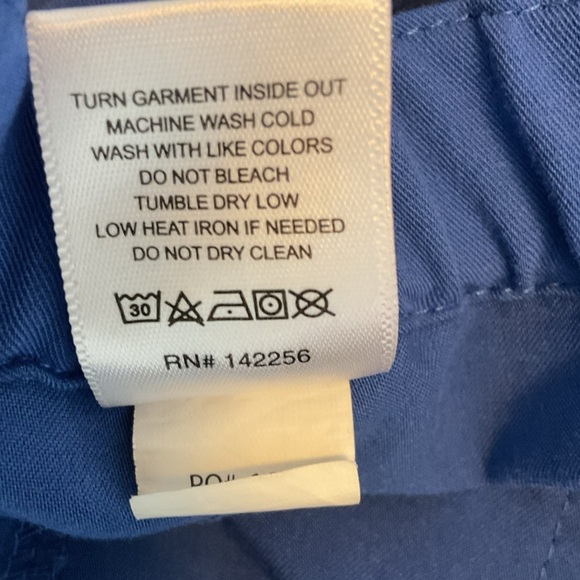 TURN GARMENT INSIDE OUT
MACHINE WASH COLD
WASH WITH LIKE COLORS
DO NOT BLEACH
TUMBLE DRY LOW
LOW HEAT IRON IF NEEDED
DO NOT DRY CLEAN
30
RN# 142256